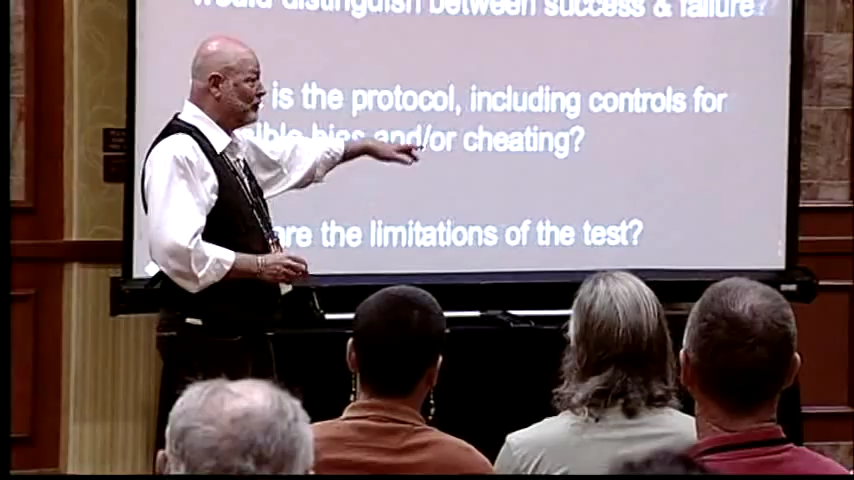 would distinguish between success & failure?
is the protocol, including controls for
bias and/or cheating?
are the limitations of the test?